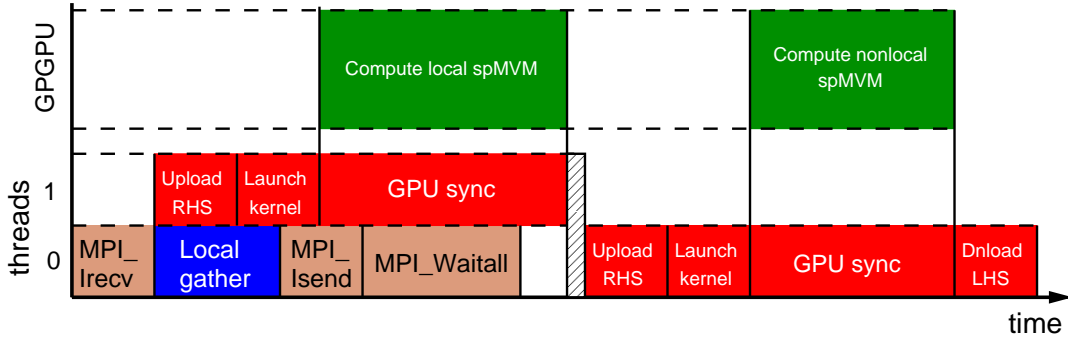 GPGPU
Compute local spMVM
Compute nonlocal
spMVM
threads
1
Upload
RHS
Launch
kernel
GPU sync
0
MPI_
Irecv
Local
gather
MPI_
Isend
MPI_Waitall
Upload
RHS
Launch
kernel
GPU sync
Dnload
LHS
time